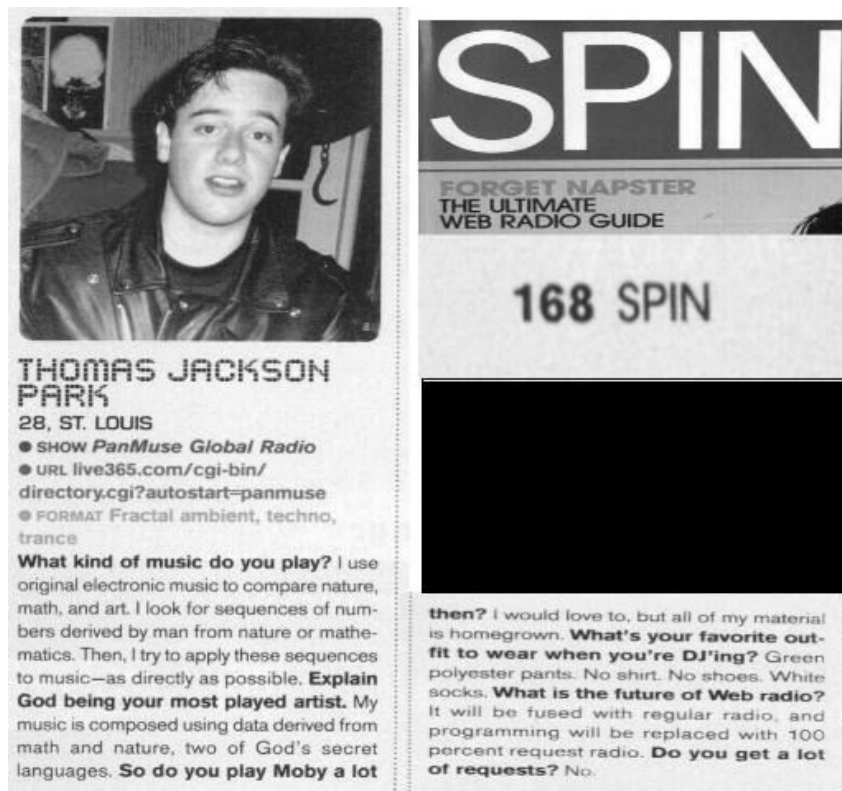 THOMAS JACKSON
PARK
28, ST. LOUIS
● SHOW PanMuse Global Radio
● URL live365.com/cgi-bin/
directory.cgi?autostart=panmuse
● FORMAT Fractal ambient, techno,
trance
What kind of music do you play? I use
original electronic music to compare nature,
math, and art. I look for sequences of num-
bers derived by man from nature or mathe-
matics. Then, I try to apply these sequences
to music—as directly as possible. Explain
God being your most played artist. My
music is composed using data derived from
math and nature, two of God's secret
languages. So do you play Moby a lot
SPIN
FORGET NAPSTER
THE ULTIMATE
WEB RADIO GUIDE
168 SPIN
then? I would love to, but all of my material
is homegrown. What's your favorite out-
fit to wear when you're DJ'ing? Green
polyester pants. No shirt. No shoes. White
socks. What is the future of Web radio?
It will be fused with regular radio, and
programming will be replaced with 100
percent request radio. Do you get a lot
of requests? No.